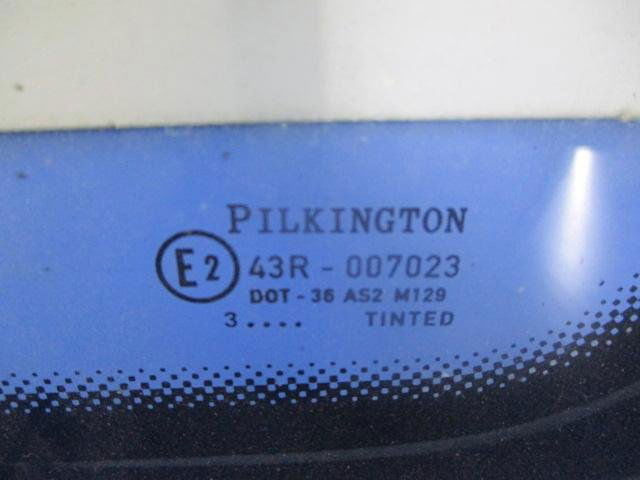 PILKINGTON
E2 43R - 007023
DOT - 36 AS2 M129
3.... TINTED